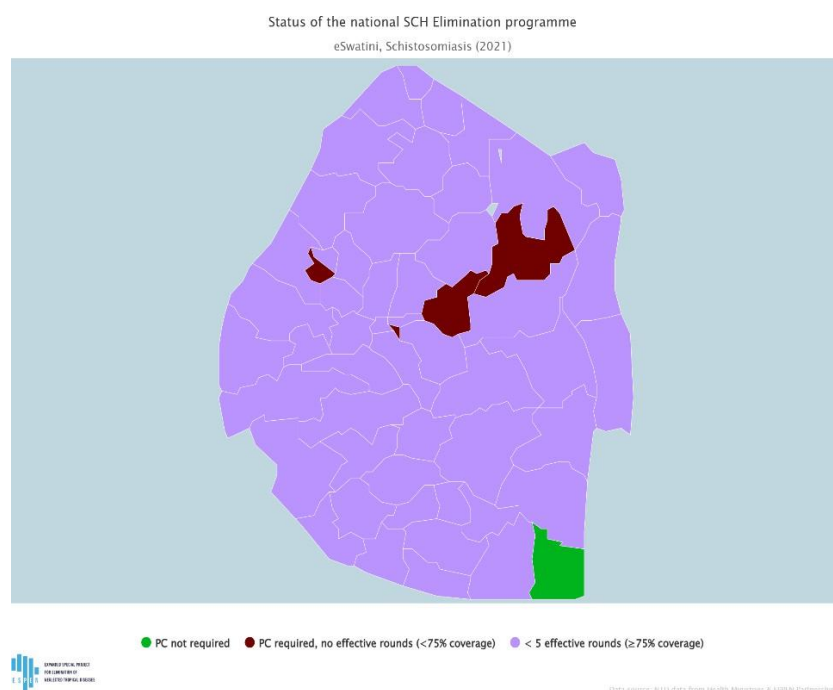 Status of the national SCH Elimination programme
eSwatini, Schistosomiasis (2021)
PC not required
PC required, no effective rounds (<75% coverage)
< 5 effective rounds (≥75% coverage)
EXPANDED SPECIAL PROJECT
FOR ELIMINATION OF
NEGLECTED TROPICAL DISEASES
ESPEN